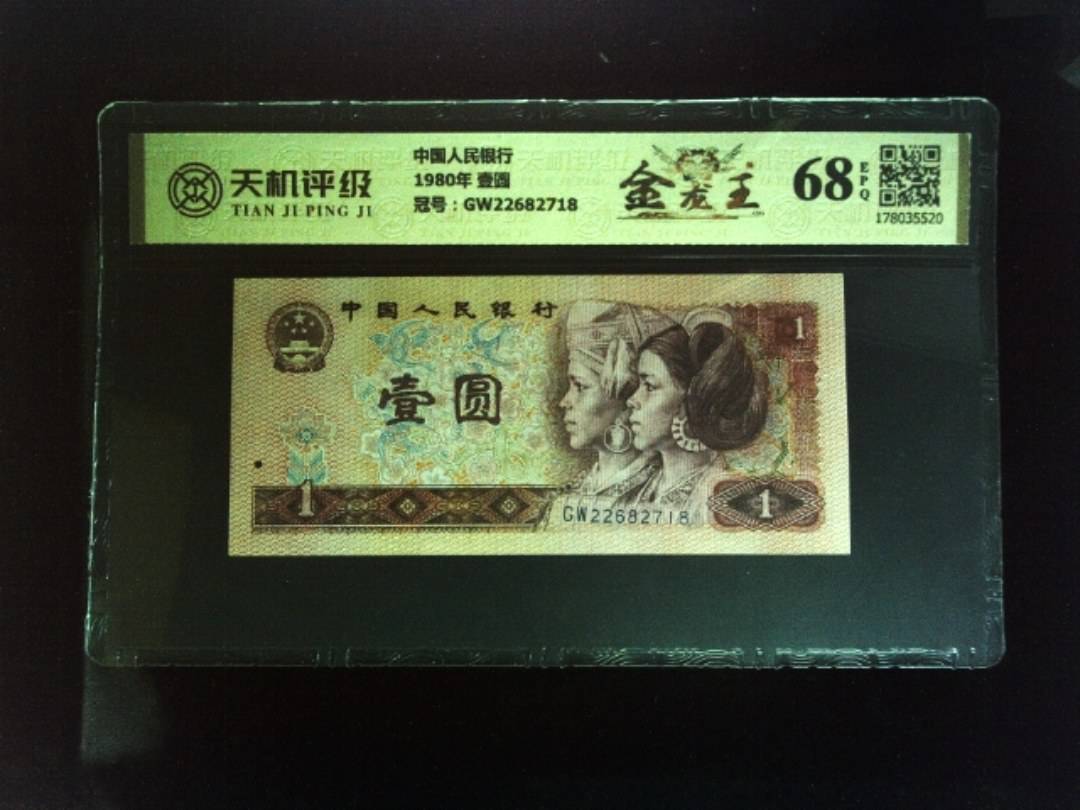 天机评级
TIAN JI PING JI
中国人民银行
1980年 壹圆
冠号：GW22682718
金龙王
68
EPQ
178035520
中国人民银行
1
壹圆
1
GW22682718
1